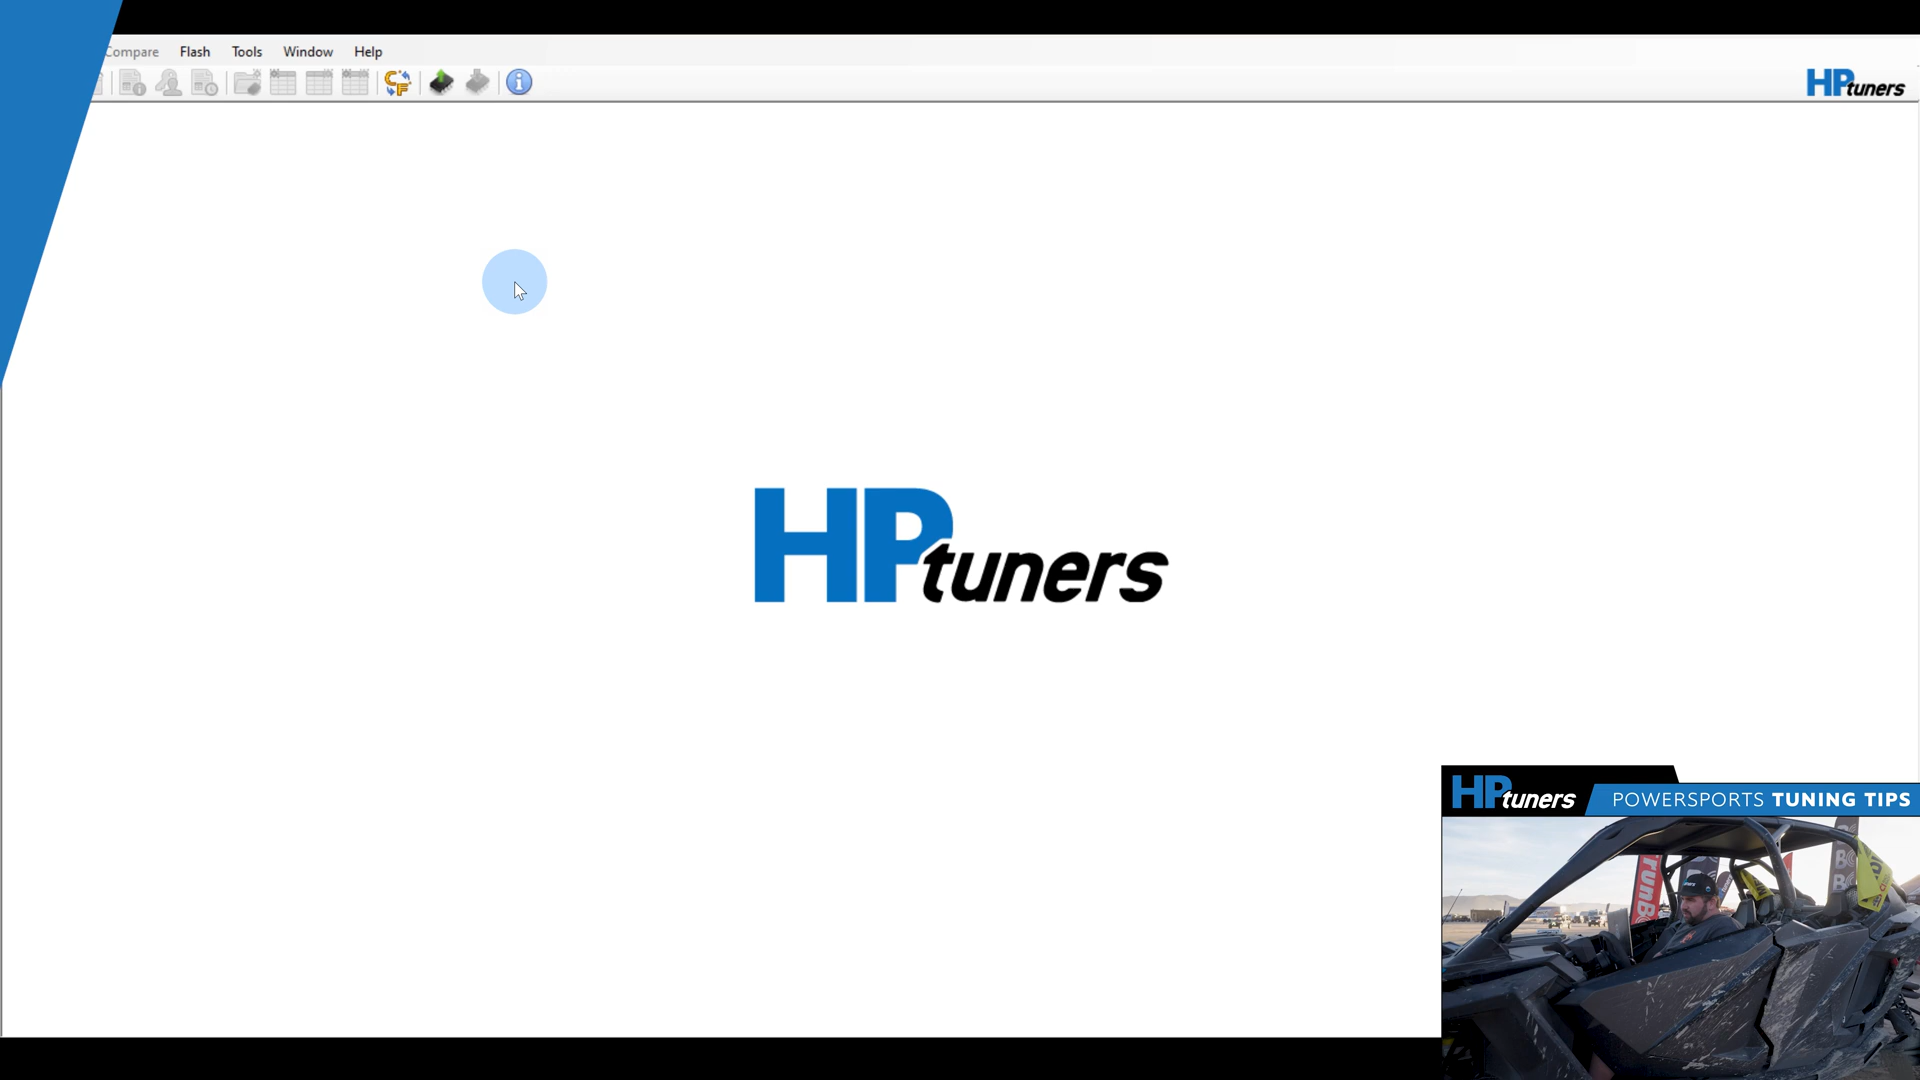 Compare Flash Tools Window Help
HPtuners
HPtuners
HPtuners
POWERSPORTS TUNING TIPS